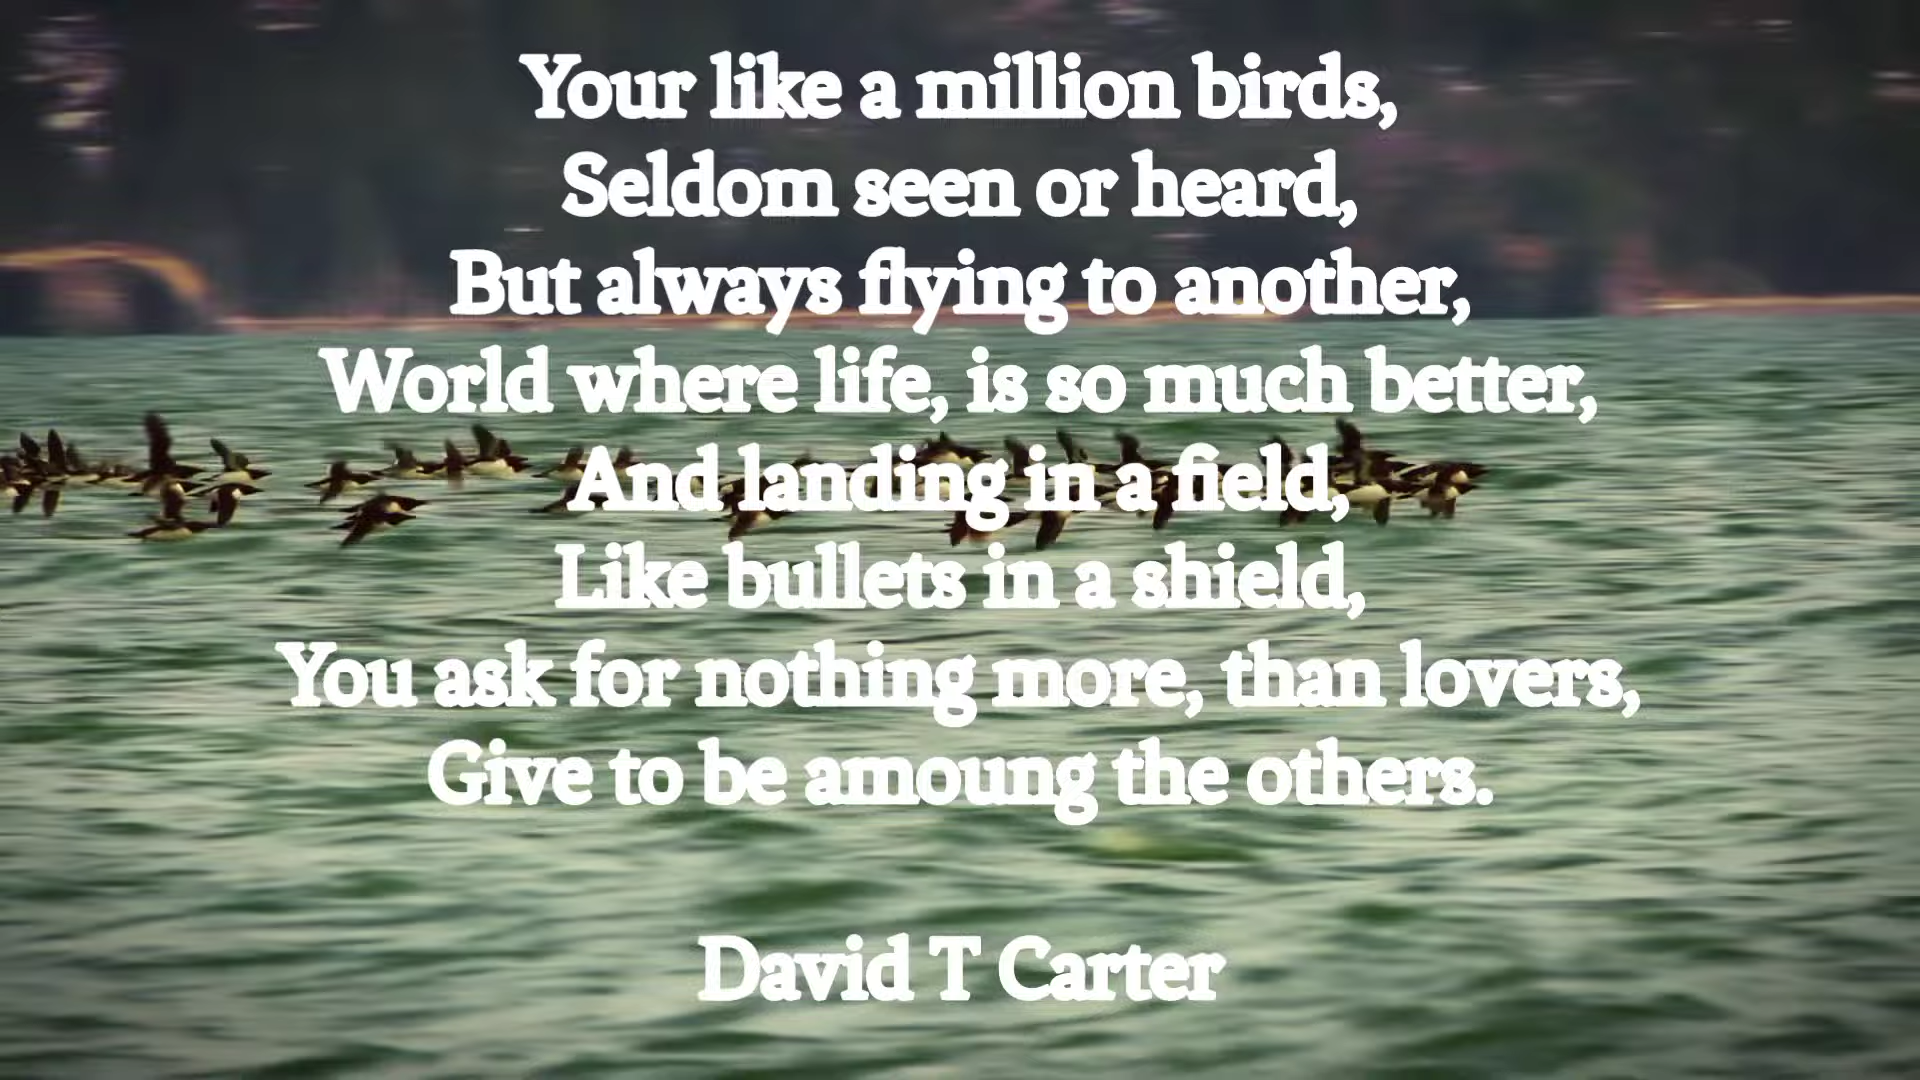 Your like a million birds,
Seldom seen or heard,
But always flying to another,
World where life, is so much better,
And landing in a field,
Like bullets in a shield,
You ask for nothing more, than lovers,
Give to be amoung the others.
David T Carter